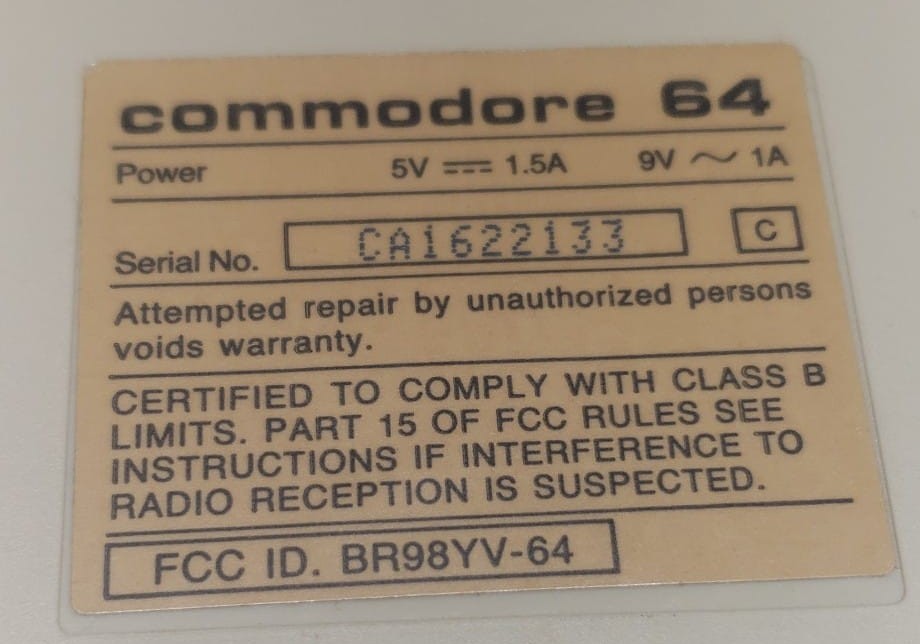 commodore 64
Power 5V ⎓ 1.5A 9V ~ 1A
Serial No. CA1622133 C
Attempted repair by unauthorized persons
voids warranty.
CERTIFIED TO COMPLY WITH CLASS B
LIMITS. PART 15 OF FCC RULES SEE
INSTRUCTIONS IF INTERFERENCE TO
RADIO RECEPTION IS SUSPECTED.
FCC ID. BR98YV-64